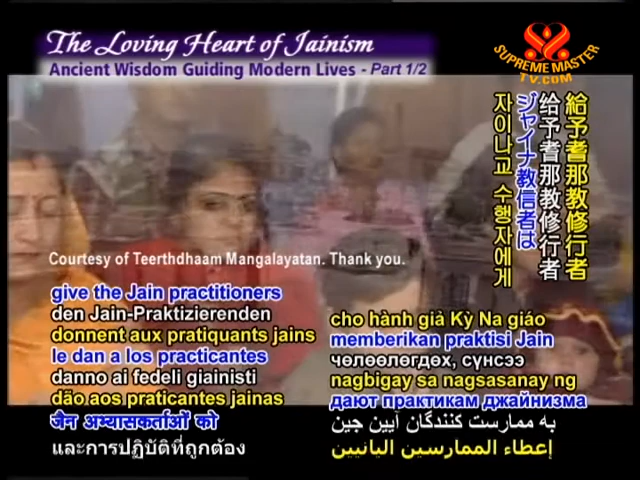 The Loving Heart of Jainism
Ancient Wisdom Guiding Modern Lives - Part 1/2
SUPREME MASTER
TV.COM
給予耆那教修行者
给予耆那教修行者
ジャイナ教信者は
자이나교 수행자에게
Courtesy of Teerthdhaam Mangalayatan. Thank you.
give the Jain practitioners
den Jain-Praktizierenden
donnent aux pratiquants jains
le dan a los practicantes
danno ai fedeli giainisti
dão aos praticantes jainas
जैन अभ्यासकर्ताओं को
และการปฏิบัติที่ถูกต้อง
cho hành giả Kỳ Na giáo
memberikan praktisi Jain
чөлөөлөгдөх, сүнсээ
nagbigay sa nagsasanay ng
дают практикам джайнизма
به ممارست کنندگان آیین جین
إعطاء الممارسين اليانيين